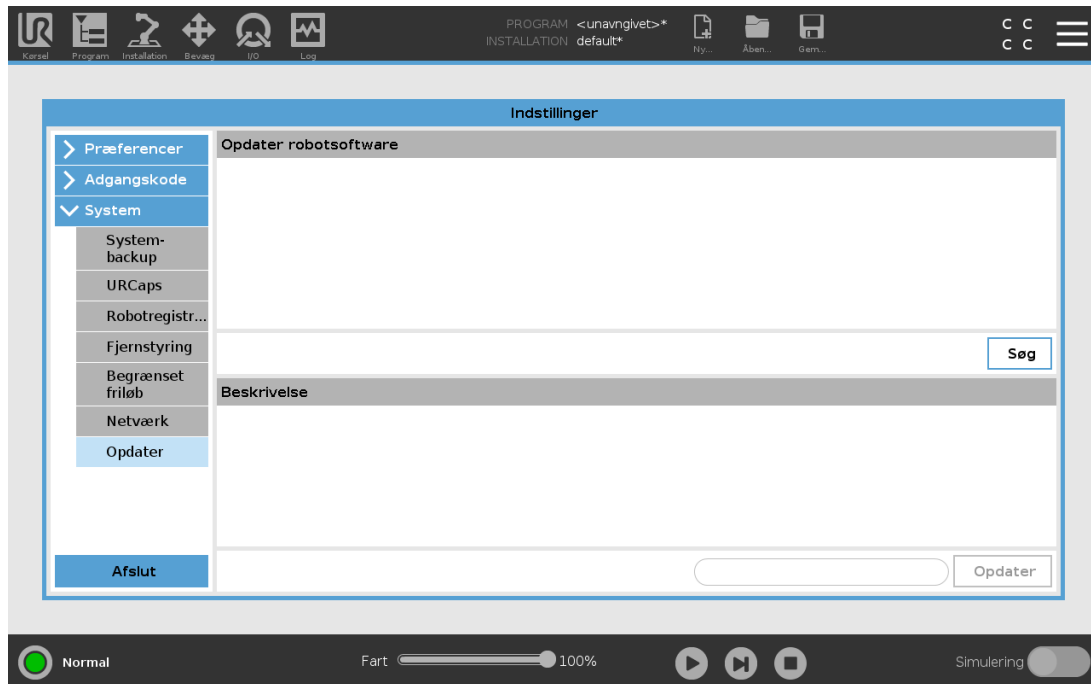 UR
PROGRAM <unavngivet>*
INSTALLATION default*
Kørsel Program Installation Bevæg I/O Log Ny... Åben... Gem...
C C
C C
Indstillinger
Præferencer
Adgangskode
System
System-
backup
URCaps
Robotregistr...
Fjernstyring
Begrænset
friløb
Netværk
Opdater
Afslut
Opdater robotsoftware
Søg
Beskrivelse
Opdater
Normal
Fart 100%
Simulering